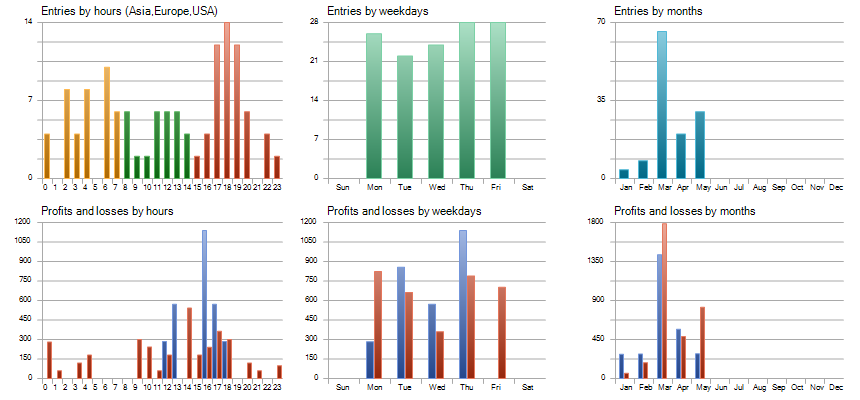 Entries by hours (Asia,Europe,USA)
14
7
0
0 1 2 3 4 5 6 7 8 9 10 11 12 13 14 15 16 17 18 19 20 21 22 23
Entries by weekdays
28
21
14
7
0
Sun Mon Tue Wed Thu Fri Sat
Entries by months
70
35
0
Jan Feb Mar Apr May Jun Jul Aug Sep Oct Nov Dec
Profits and losses by hours
1200
1050
900
750
600
450
300
150
0
0 1 2 3 4 5 6 7 8 9 10 11 12 13 14 15 16 17 18 19 20 21 22 23
Profits and losses by weekdays
1200
1050
900
750
600
450
300
150
0
Sun Mon Tue Wed Thu Fri Sat
Profits and losses by months
1800
1350
900
450
0
Jan Feb Mar Apr May Jun Jul Aug Sep Oct Nov Dec